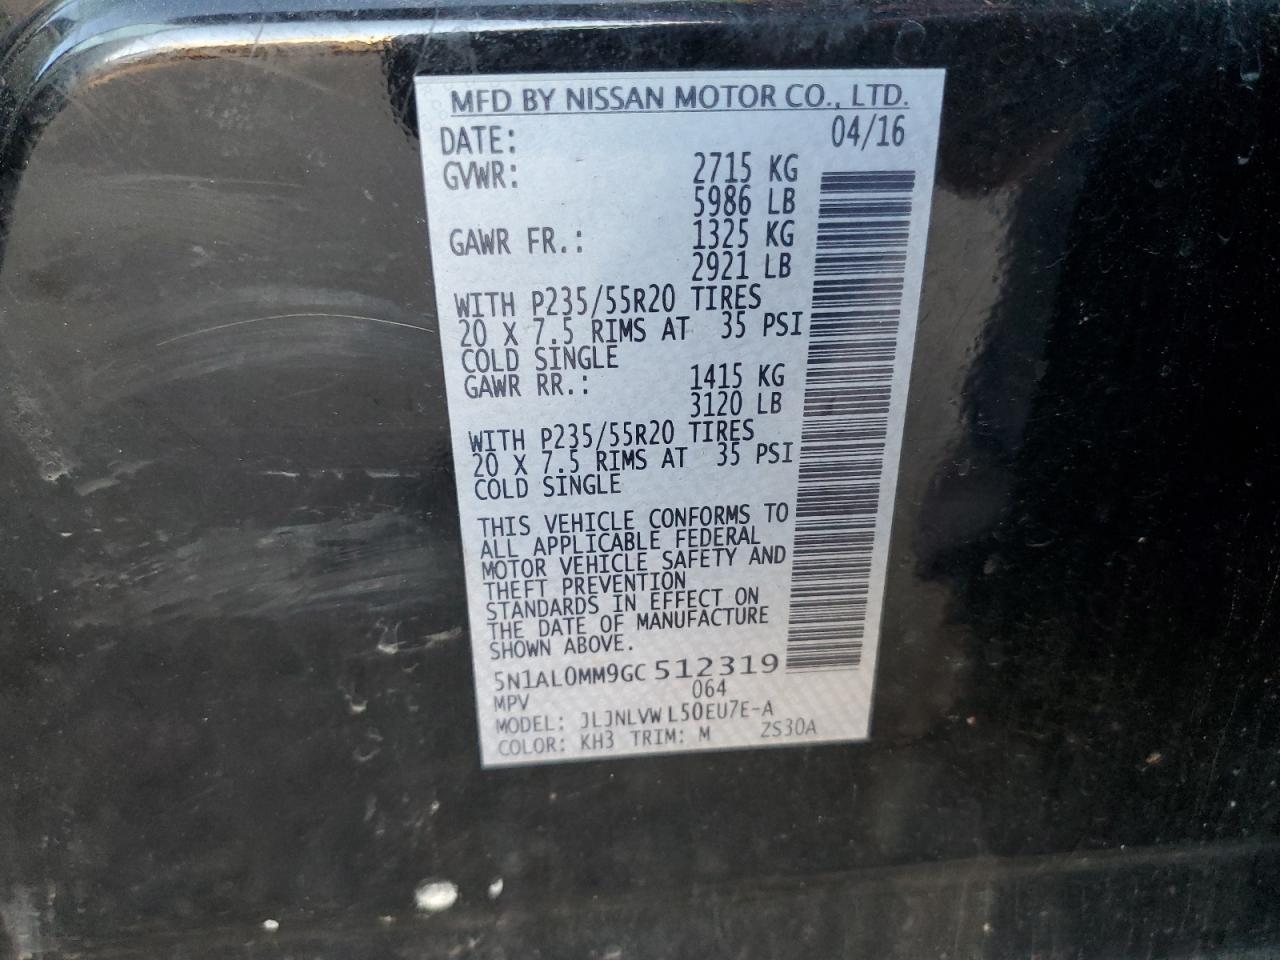 MFD BY NISSAN MOTOR CO., LTD.
DATE: 04/16
GVWR: 2715 KG
5986 LB
GAWR FR.: 1325 KG
2921 LB
WITH P235/55R20 TIRES
20 X 7.5 RIMS AT 35 PSI
COLD SINGLE
GAWR RR.: 1415 KG
3120 LB
WITH P235/55R20 TIRES
20 X 7.5 RIMS AT 35 PSI
COLD SINGLE
THIS VEHICLE CONFORMS TO
ALL APPLICABLE FEDERAL
MOTOR VEHICLE SAFETY AND
THEFT PREVENTION
STANDARDS IN EFFECT ON
THE DATE OF MANUFACTURE
SHOWN ABOVE.
5N1AL0MM9GC 512319
MPV 064
MODEL: JLJNLVW L50EU7E-A
COLOR: KH3 TRIM: M ZS30A